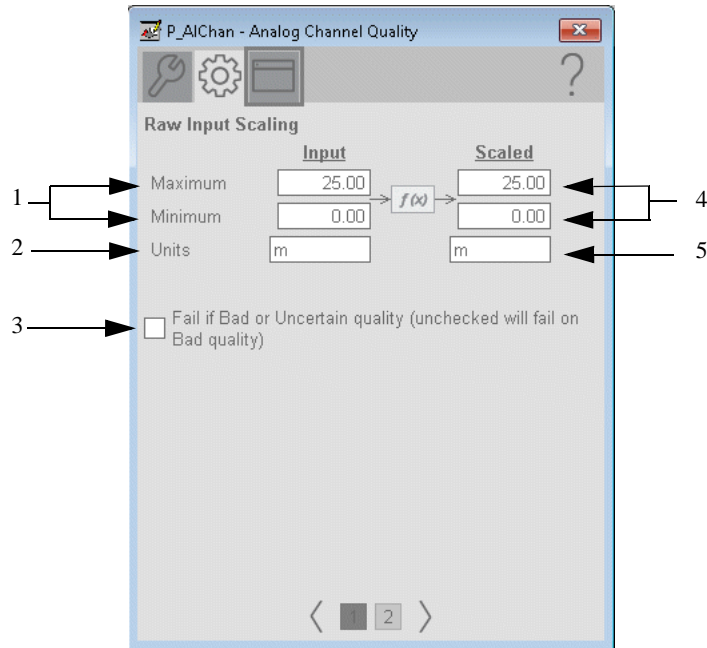 P_AIChan - Analog Channel Quality
?
Raw Input Scaling
Input Scaled
1 Maximum 25.00 f(x) 25.00 4
Minimum 0.00 0.00
2 Units m m 5
3 Fail if Bad or Uncertain quality (unchecked will fail on
Bad quality)
1 2